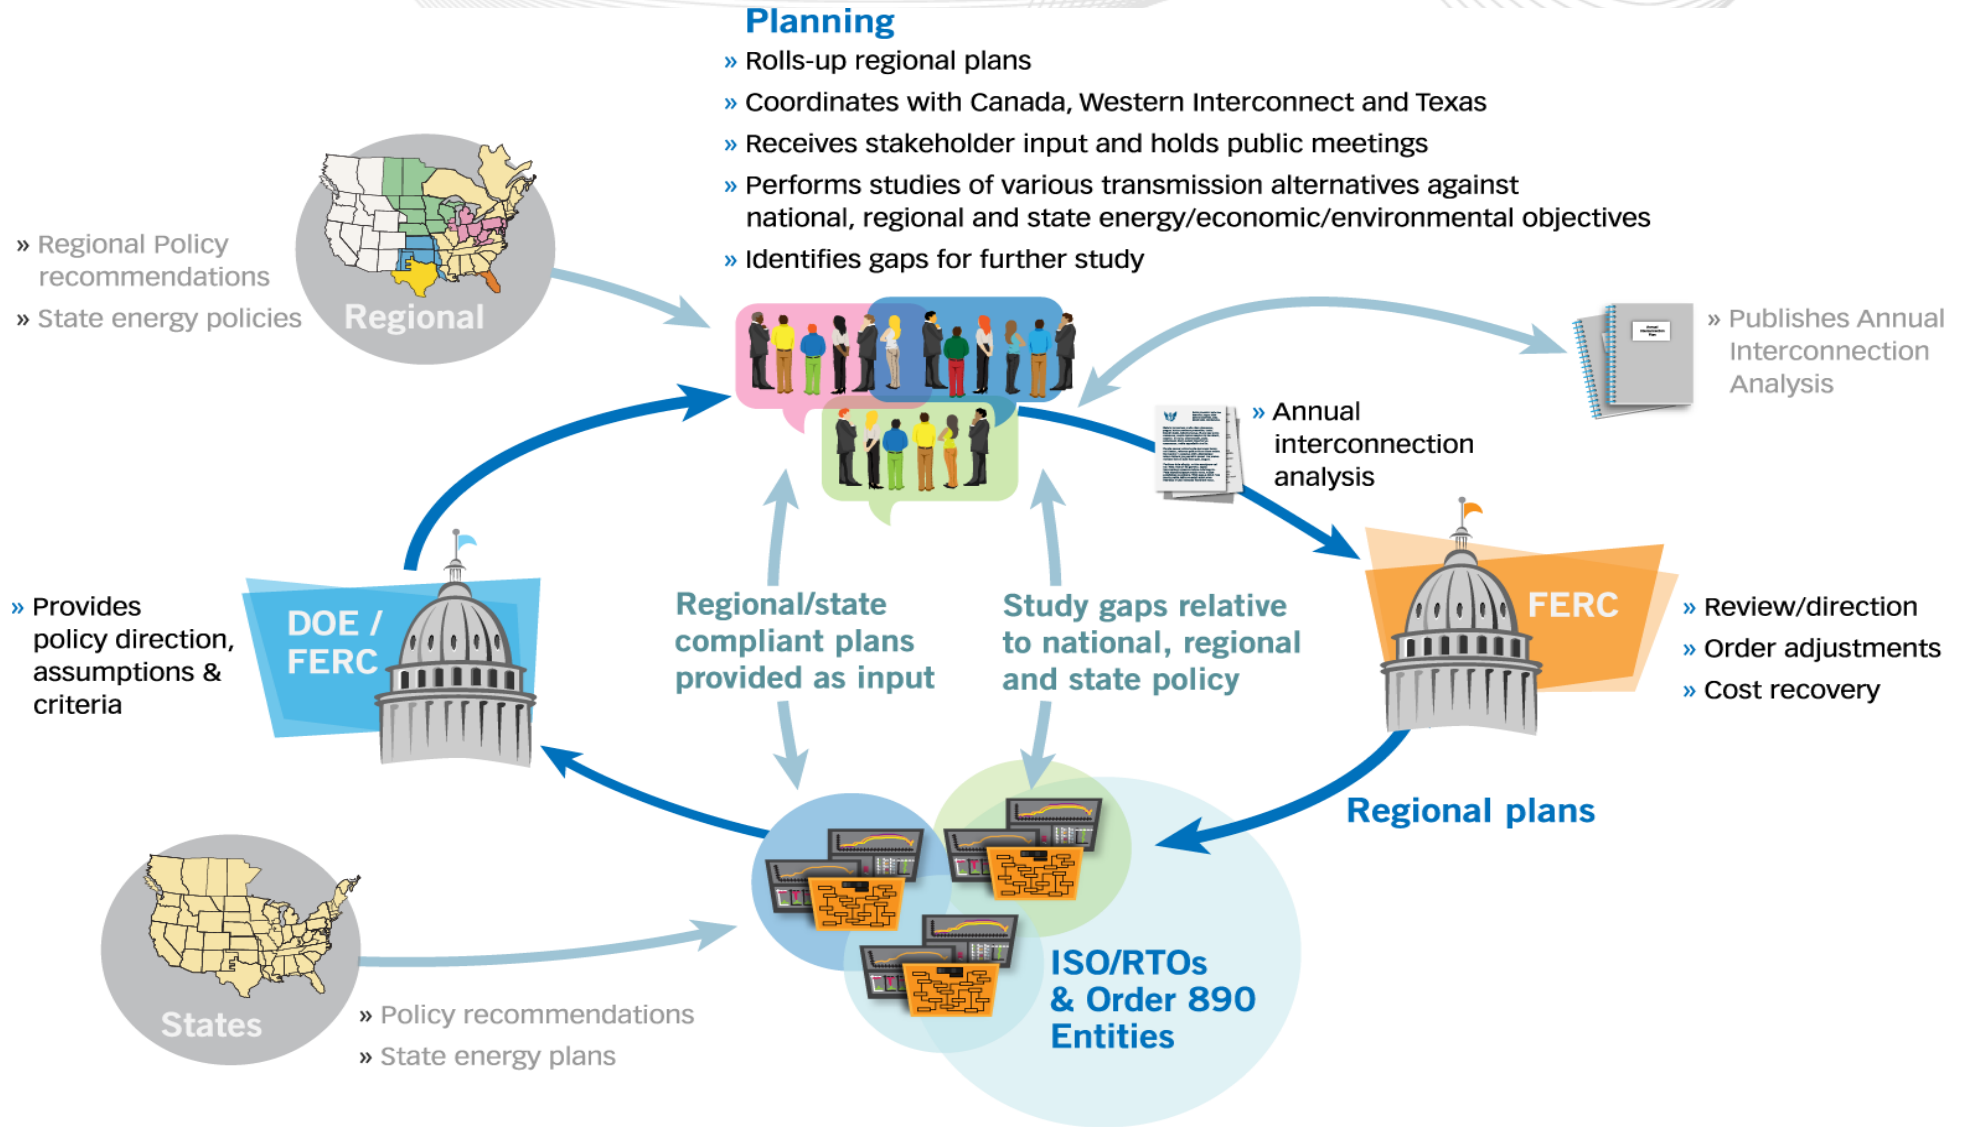 Planning
» Rolls-up regional plans
» Coordinates with Canada, Western Interconnect and Texas
» Receives stakeholder input and holds public meetings
» Performs studies of various transmission alternatives against
national, regional and state energy/economic/environmental objectives
» Identifies gaps for further study
» Regional Policy
recommendations
» State energy policies
Regional
» Publishes Annual
Interconnection
Analysis
» Annual
interconnection
analysis
» Provides
policy direction,
assumptions &
criteria
DOE /
FERC
Regional/state
compliant plans
provided as input
Study gaps relative
to national, regional
and state policy
FERC
» Review/direction
» Order adjustments
» Cost recovery
Regional plans
States
» Policy recommendations
» State energy plans
ISO/RTOs
& Order 890
Entities